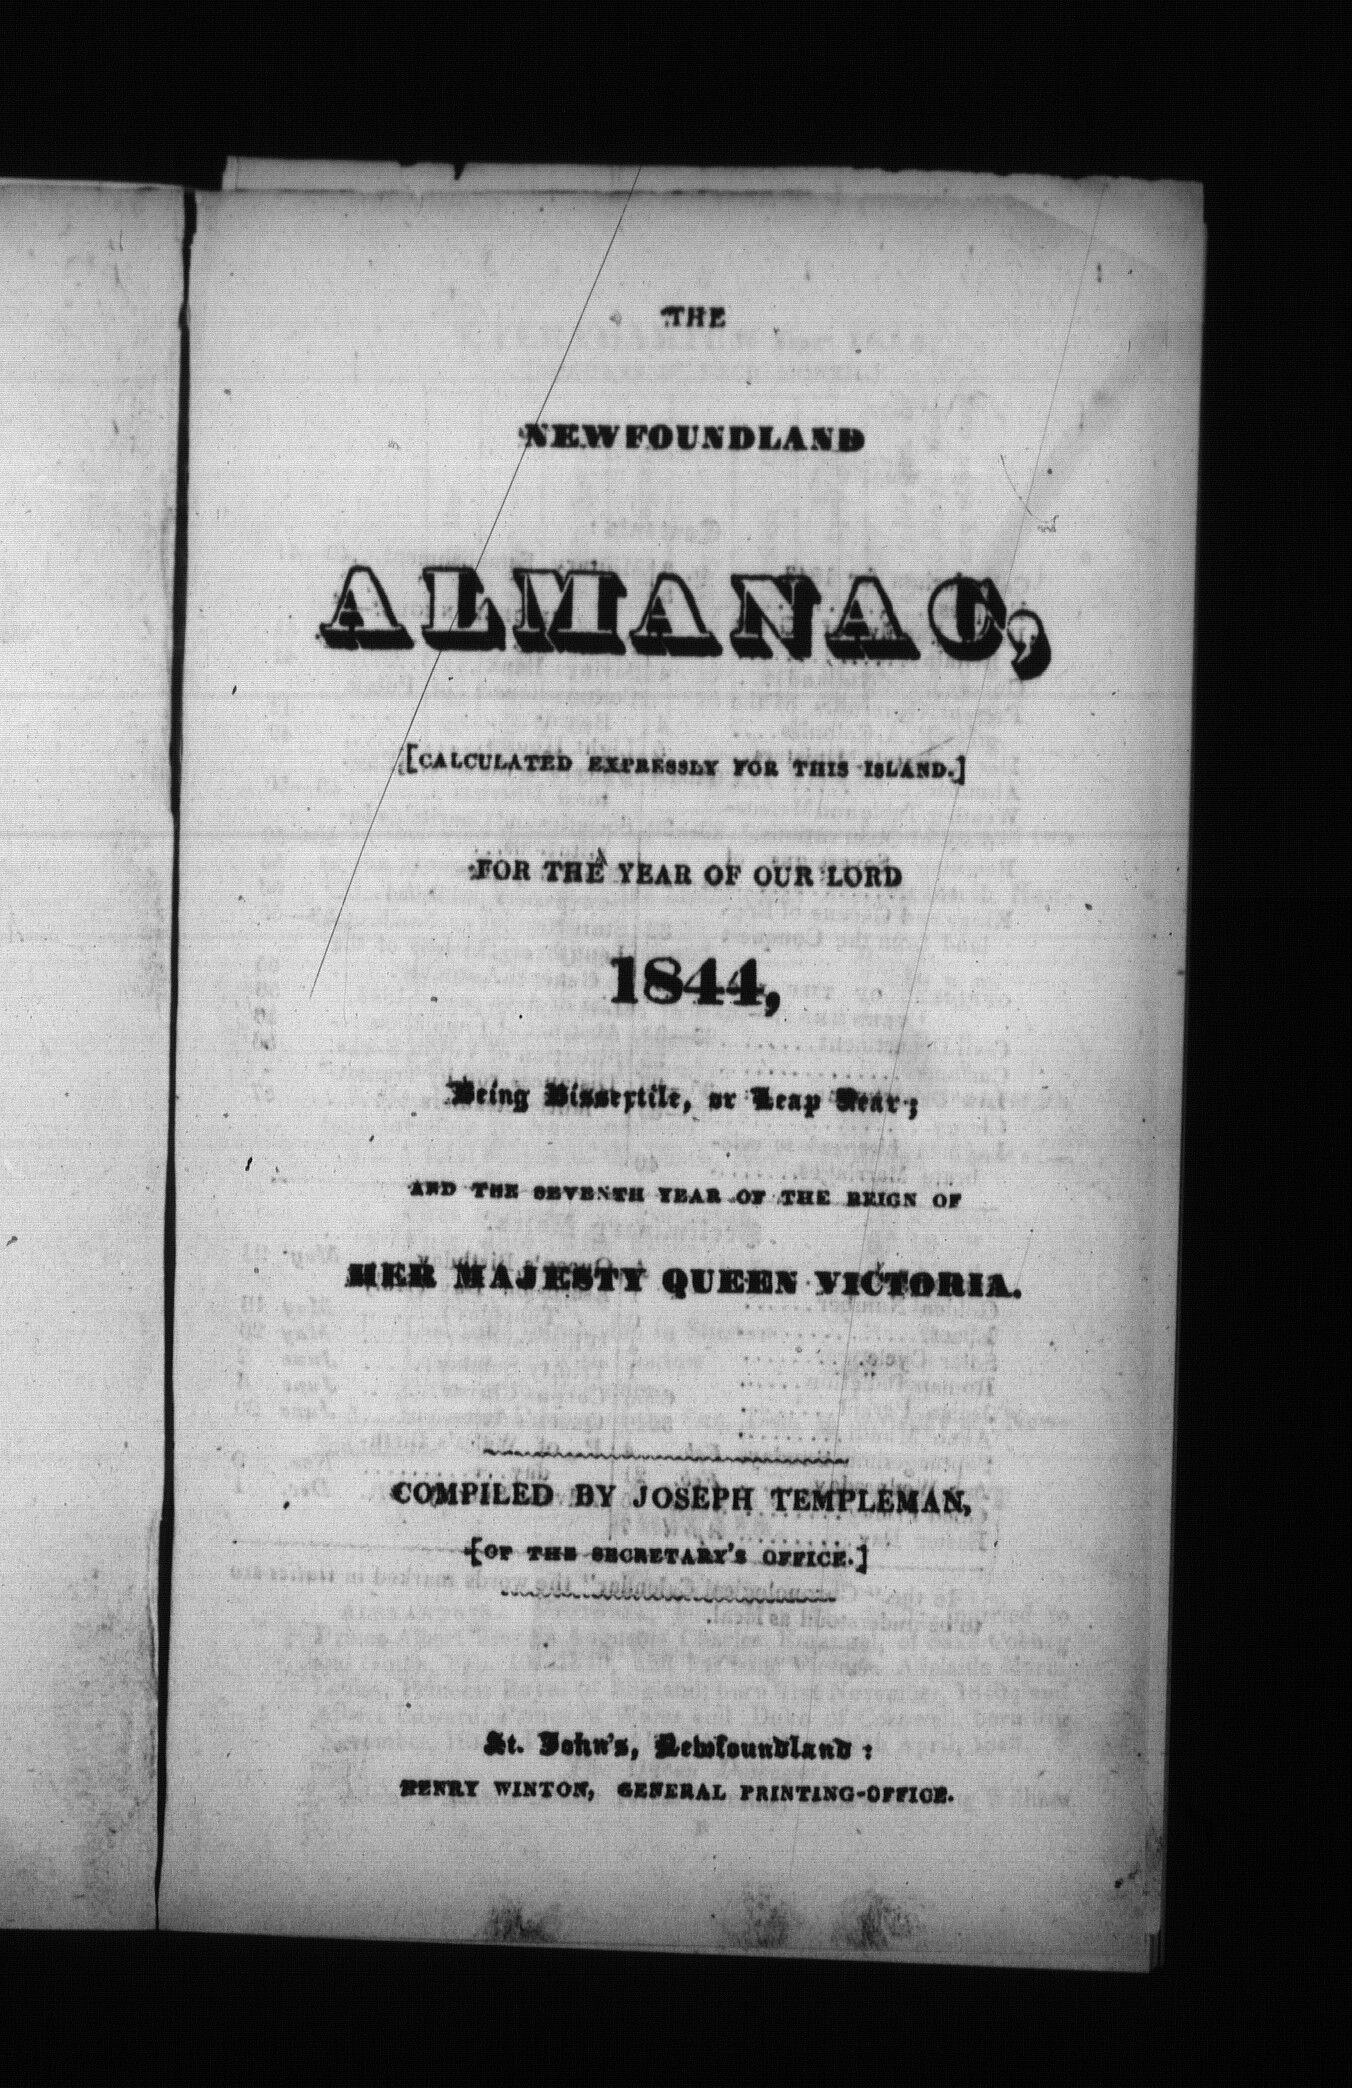 THE
NEWFOUNDLAND
ALMANAC,
[CALCULATED EXPRESSLY FOR THIS ISLAND.]
FOR THE YEAR OF OUR LORD
1844,
Being Bissextile, or Leap Year;
AND THE SEVENTH YEAR OF THE REIGN OF
HER MAJESTY QUEEN VICTORIA.
COMPILED BY JOSEPH TEMPLEMAN,
[OF THE SECRETARY'S OFFICE.]
St. John's, Newfoundland:
HENRY WINTON, GENERAL PRINTING-OFFICE.